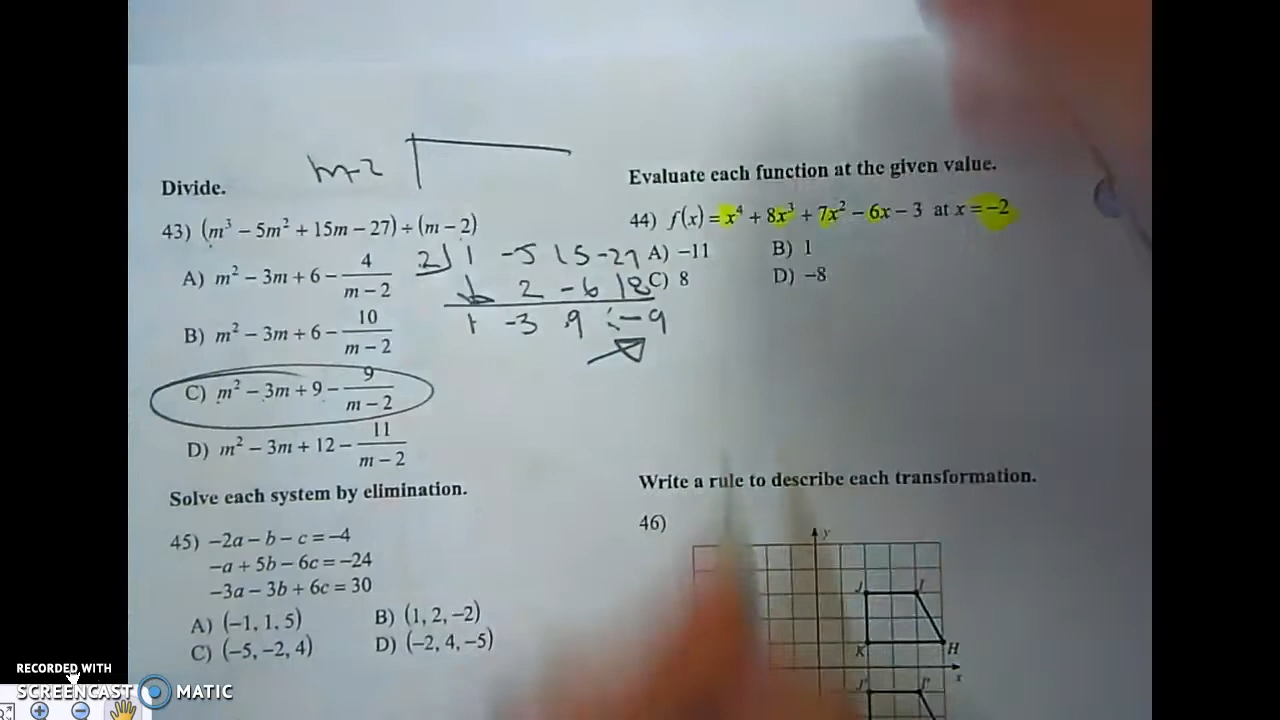 m-2
Divide.
43) (m³ − 5m² + 15m − 27) ÷ (m − 2)
A) m² − 3m + 6 − 4/(m − 2)
B) m² − 3m + 6 − 10/(m − 2)
C) m² − 3m + 9 − 9/(m − 2)
D) m² − 3m + 12 − 11/(m − 2)
2 1 -5 15 -27
2 -6 18
1 -3 9 -9
Evaluate each function at the given value.
44) f(x) = x⁴ + 8x³ + 7x² − 6x − 3 at x = −2
A) −11 B) 1
C) 8 D) −8
Solve each system by elimination.
45) −2a − b − c = −4
−a + 5b − 6c = −24
−3a − 3b + 6c = 30
A) (−1, 1, 5) B) (1, 2, −2)
C) (−5, −2, 4) D) (−2, 4, −5)
Write a rule to describe each transformation.
46)
y
J I
K H
x
J' I'
RECORDED WITH
SCREENCAST MATIC